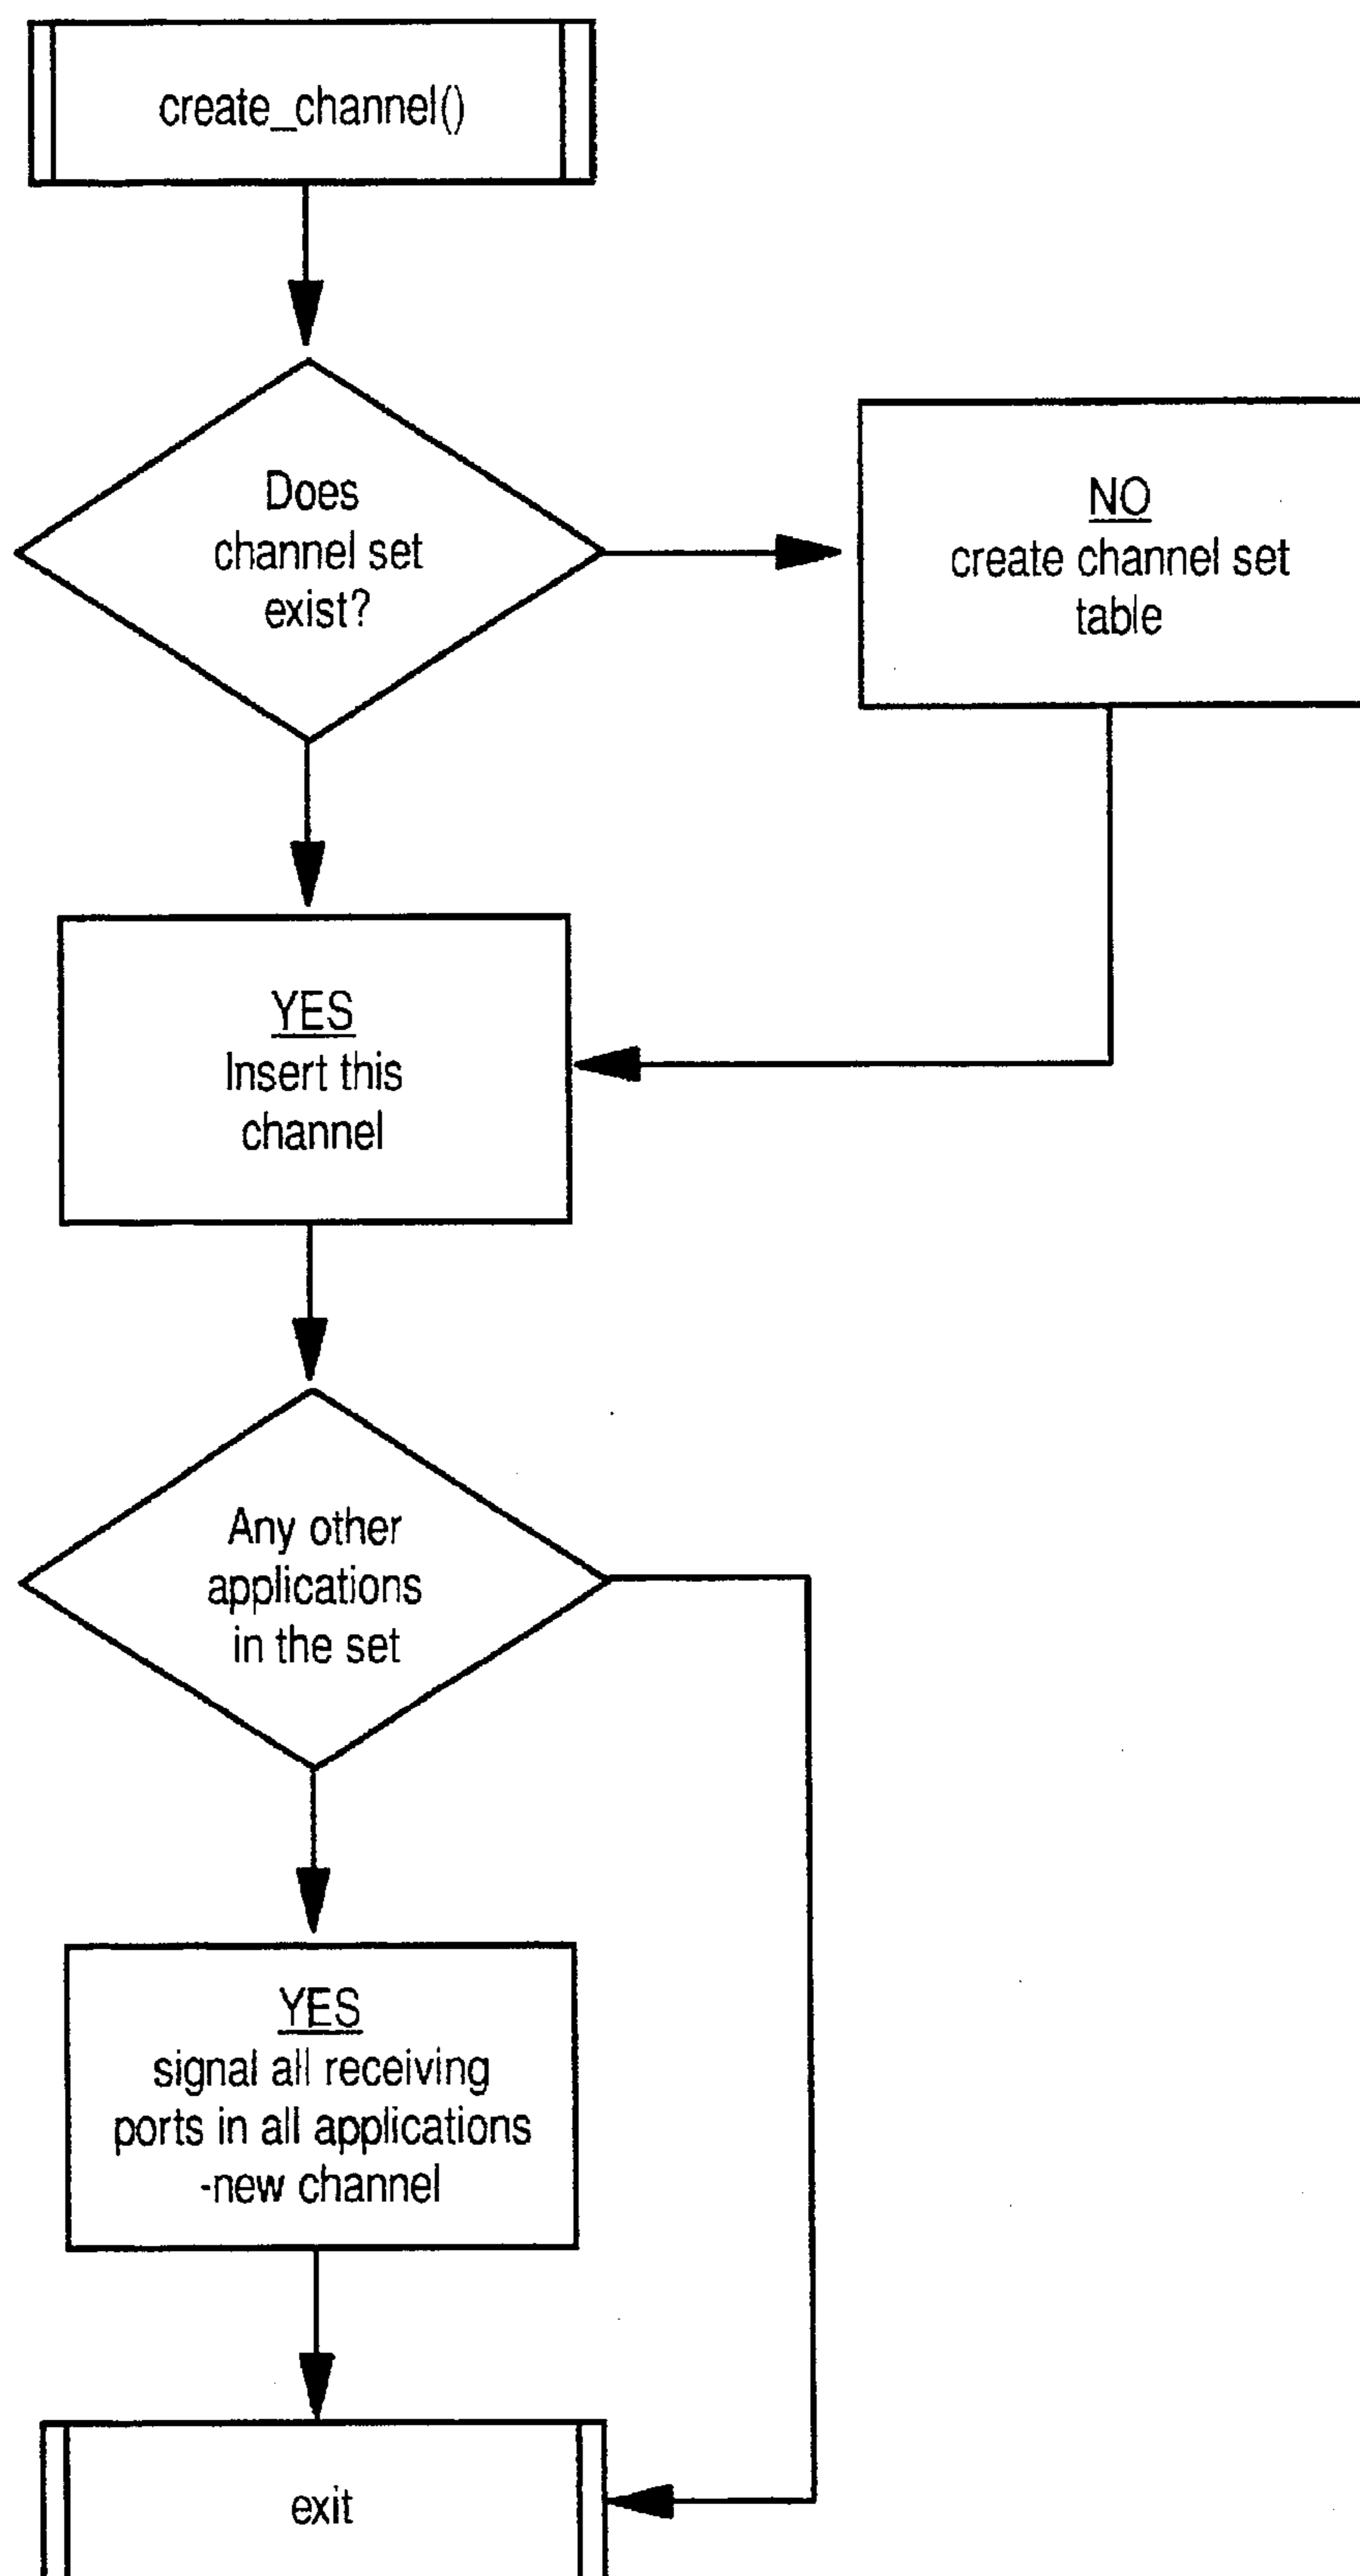 create_channel()
Does
channel set
exist?
NO
create channel set
table
YES
Insert this
channel
Any other
applications
in the set
YES
signal all receiving
ports in all applications
-new channel
exit